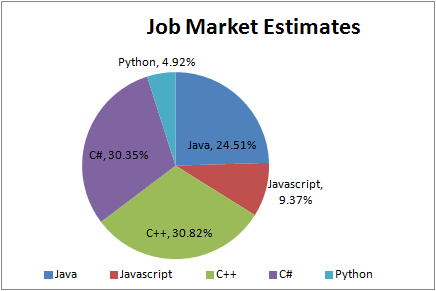 Job Market Estimates
Python, 4.92%
Java, 24.51%
C#, 30.35%
Javascript,
9.37%
C++, 30.82%
Java Javascript C++ C# Python